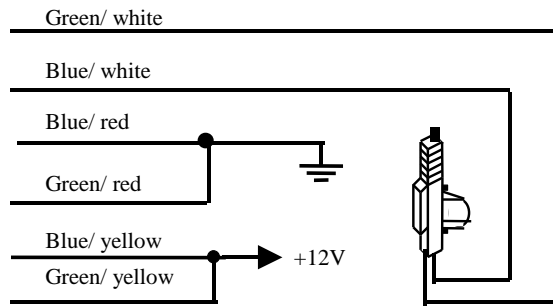 Green/ white
Blue/ white
Blue/ red
Green/ red
Blue/ yellow
+12V
Green/ yellow